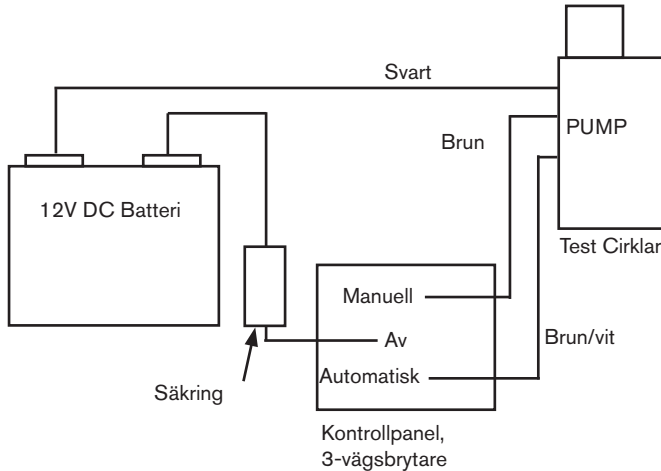 Svart
Brun
PUMP
12V DC Batteri
Test Cirklar
Manuell
Av
Brun/vit
Automatisk
Säkring
Kontrollpanel,
3-vägsbrytare